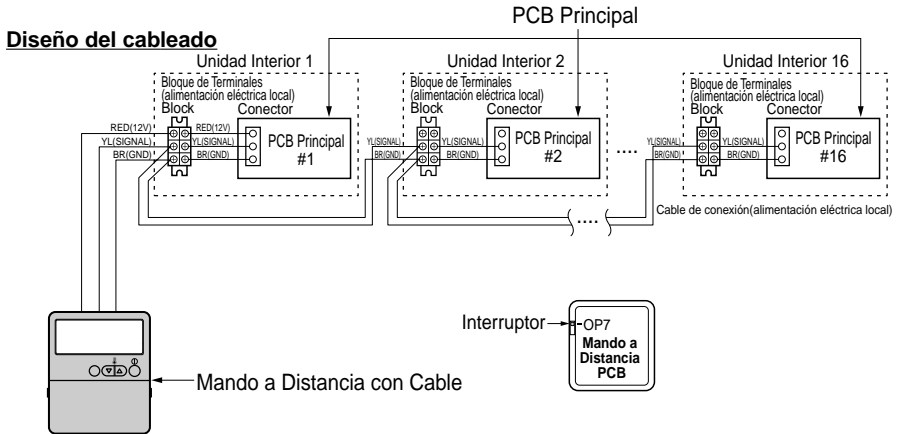 PCB Principal
Diseño del cableado
Unidad Interior 1
Unidad Interior 2
Unidad Interior 16
Bloque de Terminales
(alimentación eléctrica local)
Block
Conector
Bloque de Terminales
(alimentación eléctrica local)
Block
Conector
Bloque de Terminales
(alimentación eléctrica local)
Block
Conector
RED(12V)
YL(SIGNAL)
BR(GND)
RED(12V)
YL(SIGNAL)
BR(GND)
PCB Principal
#1
YL(SIGNAL)
BR(GND)
YL(SIGNAL)
BR(GND)
PCB Principal
#2
....
YL(SIGNAL)
BR(GND)
YL(SIGNAL)
BR(GND)
PCB Principal
#16
Cable de conexión(alimentación eléctrica local)
....
Interruptor
OP7
Mando a
Distancia
PCB
Mando a Distancia con Cable